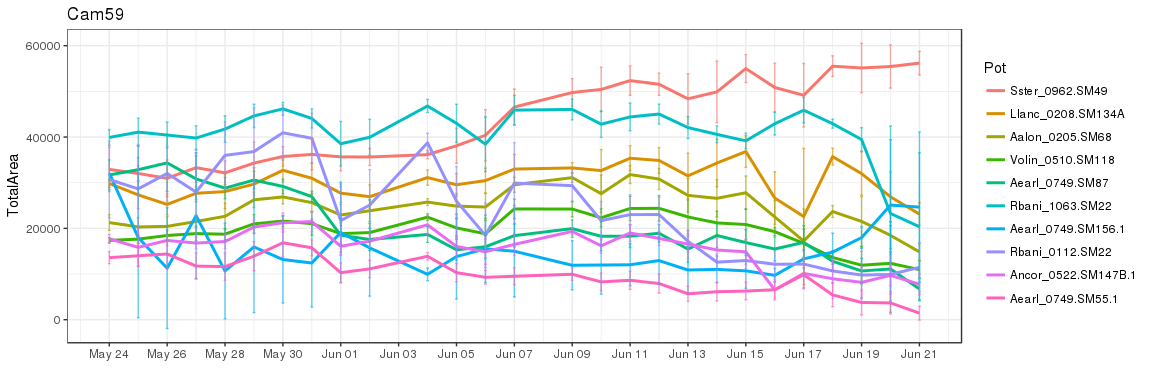 Cam59
TotalArea
60000
40000
20000
0
May 24 May 26 May 28 May 30 Jun 01 Jun 03 Jun 05 Jun 07 Jun 09 Jun 11 Jun 13 Jun 15 Jun 17 Jun 19 Jun 21
Pot
Sster_0962.SM49
Llanc_0208.SM134A
Aalon_0205.SM68
Volin_0510.SM118
Aearl_0749.SM87
Rbani_1063.SM22
Aearl_0749.SM156.1
Rbani_0112.SM22
Ancor_0522.SM147B.1
Aearl_0749.SM55.1